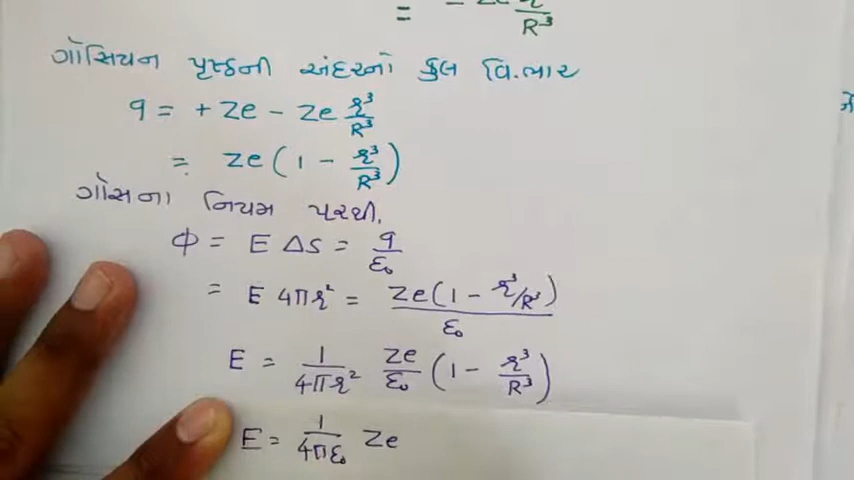 = - Ze r³/R³
ગૉસિયન પૃષ્ઠની અંદરનો કુલ વિ.ભાર
q = + Ze - Ze r³/R³
= Ze ( 1 - r³/R³ )
ગૉસના નિયમ પરથી,
Φ = E ΔS = q/ε₀
= E 4πr² = Ze(1 - r³/R³)/ε₀
E = 1/4πr² Ze/ε₀ ( 1 - r³/R³ )
E = 1/4πε₀ Ze